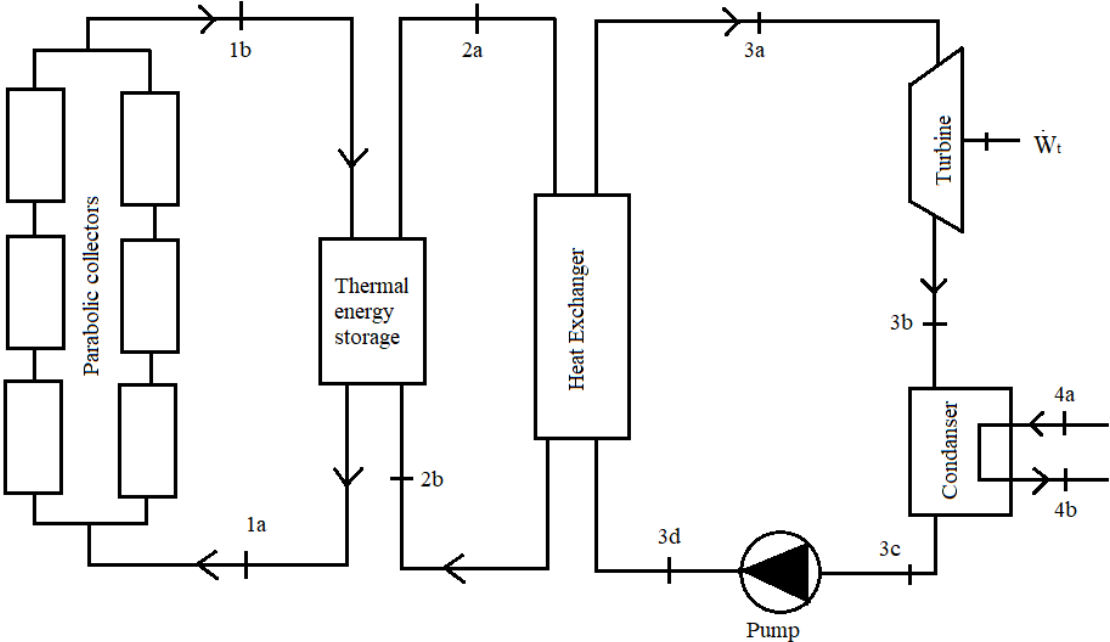 1b
2a
3a
Parabolic collectors
Turbine
Ẇt
Thermal
energy
storage
Heat Exchanger
3b
4a
Condanser
2b
4b
1a
3d
3c
Pump